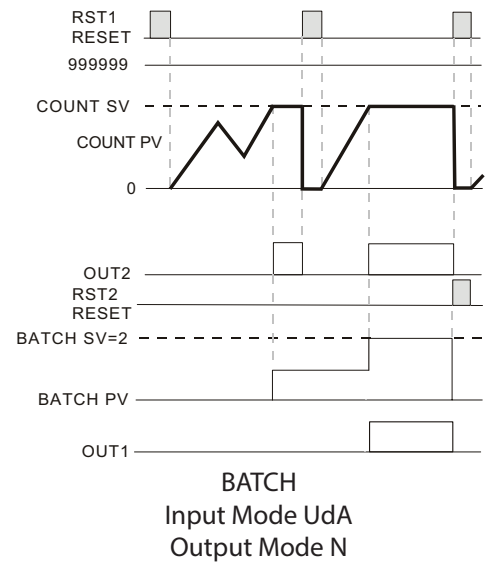 RST1
RESET
999999
COUNT SV
COUNT PV
0
OUT2
RST2
RESET
BATCH SV=2
BATCH PV
OUT1
BATCH
Input Mode UdA
Output Mode N